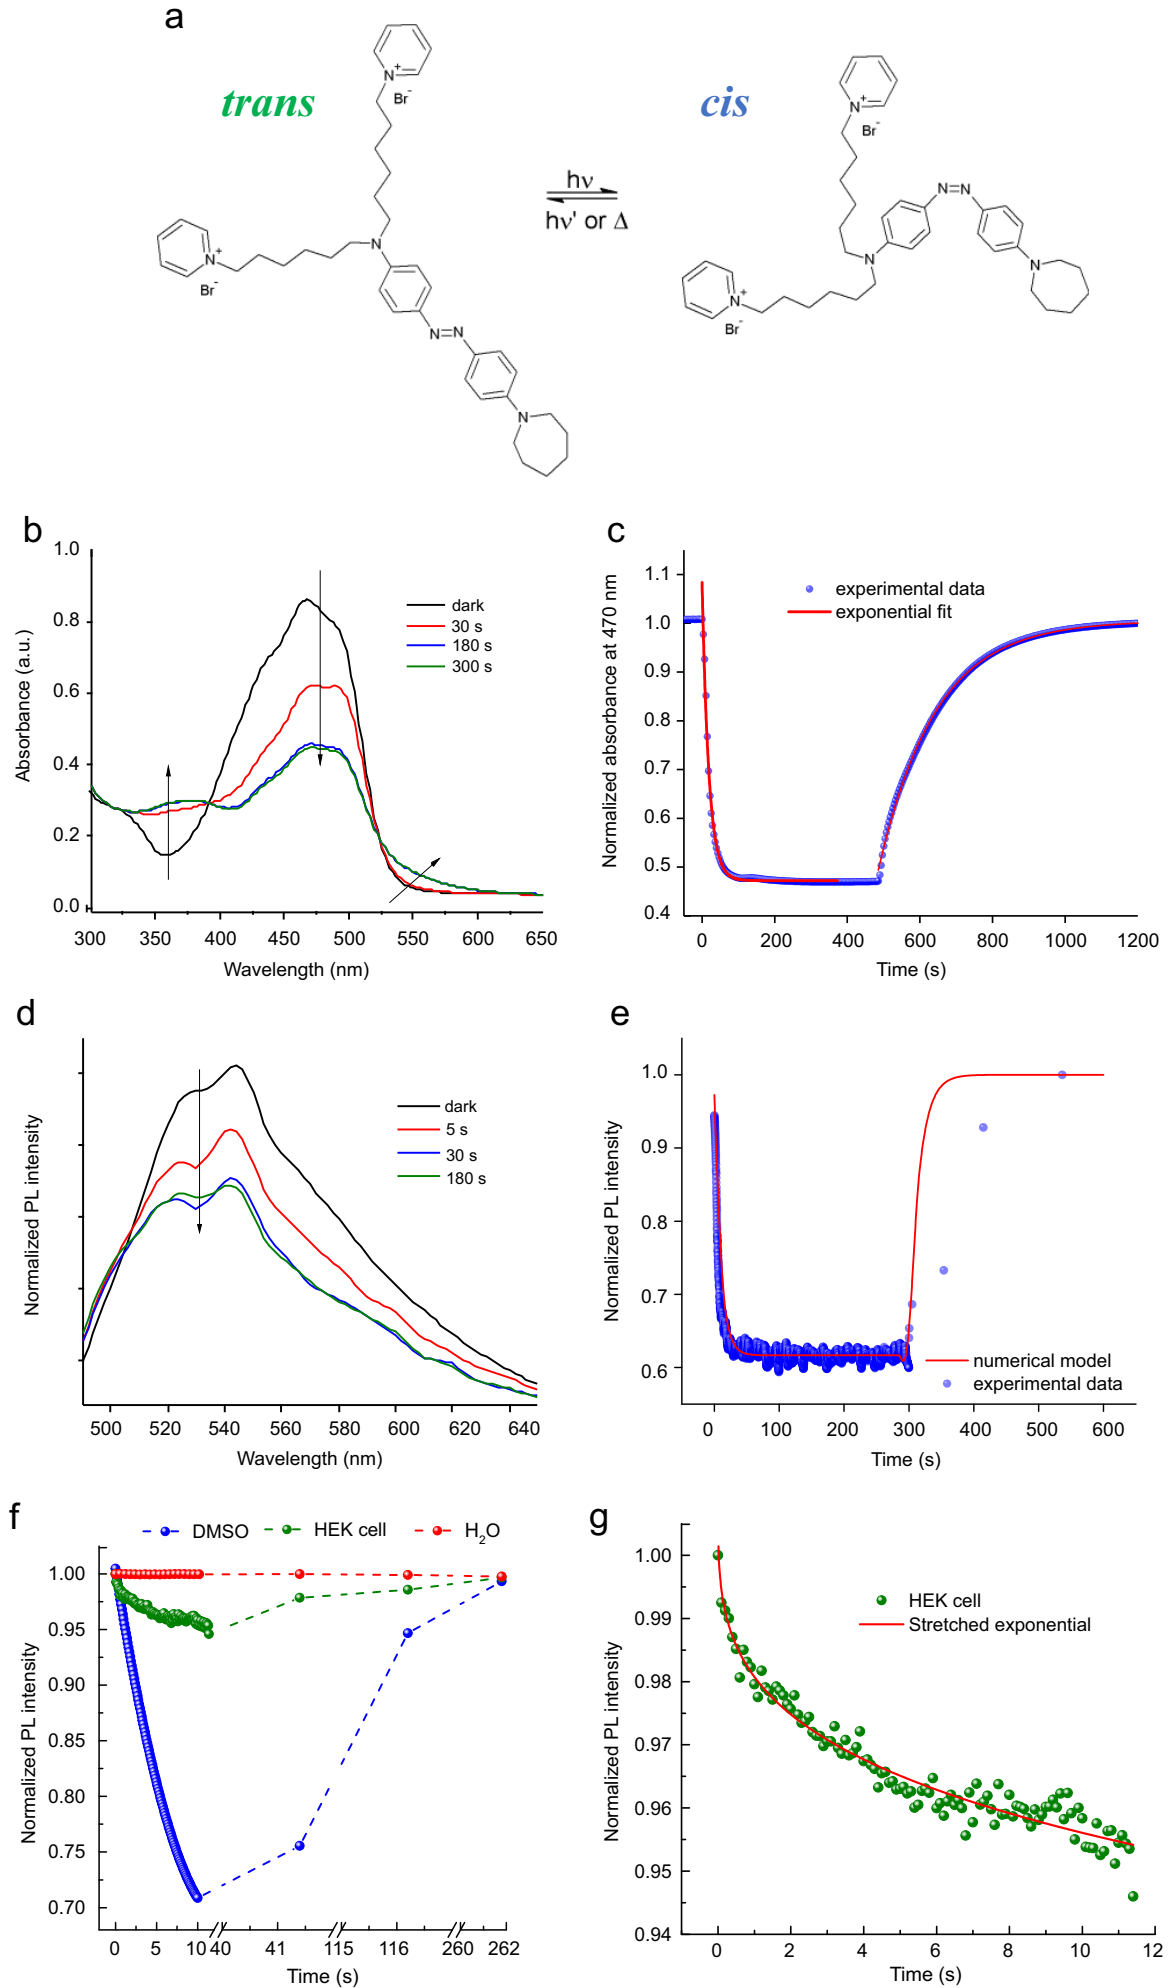 a
trans
cis
N
+
Br-
N
+
Br-
N
N=N
N
hν
hν' or Δ
N
+
Br-
N
+
Br-
N
N=N
N
b
Absorbance (a.u.)
1.0
0.8
0.6
0.4
0.2
0.0
dark
30 s
180 s
300 s
300 350 400 450 500 550 600 650
Wavelength (nm)
c
Normalized absorbance at 470 nm
1.1
1.0
0.9
0.8
0.7
0.6
0.5
0.4
experimental data
exponential fit
0 200 400 600 800 1000 1200
Time (s)
d
Normalized PL intensity
dark
5 s
30 s
180 s
500 520 540 560 580 600 620 640
Wavelength (nm)
e
Normalized PL intensity
1.0
0.9
0.8
0.7
0.6
numerical model
experimental data
0 100 200 300 400 500 600
Time (s)
f
DMSO HEK cell H₂O
Normalized PL intensity
1.00
0.95
0.90
0.85
0.80
0.75
0.70
0 5 10 40 41 115 116 260 262
Time (s)
g
Normalized PL intensity
1.00
0.99
0.98
0.97
0.96
0.95
0.94
HEK cell
Stretched exponential
0 2 4 6 8 10 12
Time (s)